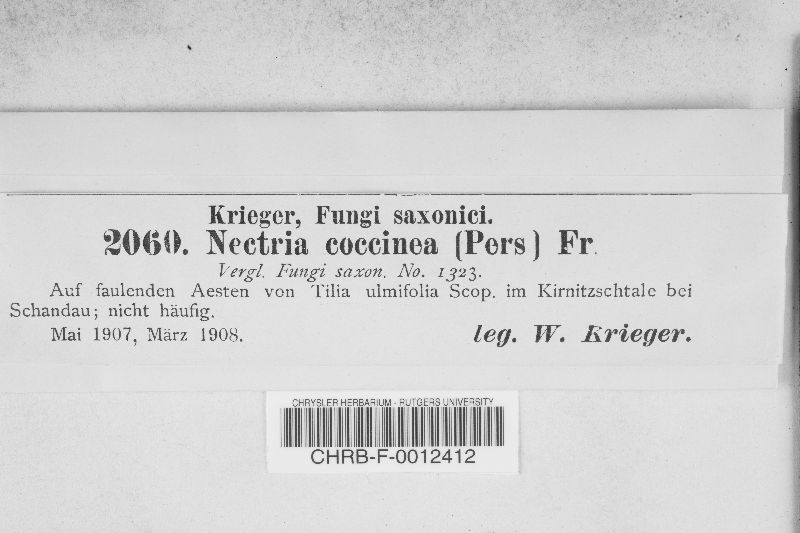 Krieger, Fungi saxonici.
2060. Nectria coccinea (Pers) Fr.
Vergl. Fungi saxon. No. 1323.
Auf faulenden Aesten von Tilia ulmifolia Scop. im Kirnitzschtale bei
Schandau; nicht häufig.
Mai 1907, März 1908. leg. W. Krieger.
CHRYSLER HERBARIUM - RUTGERS UNIVERSITY
CHRB-F-0012412